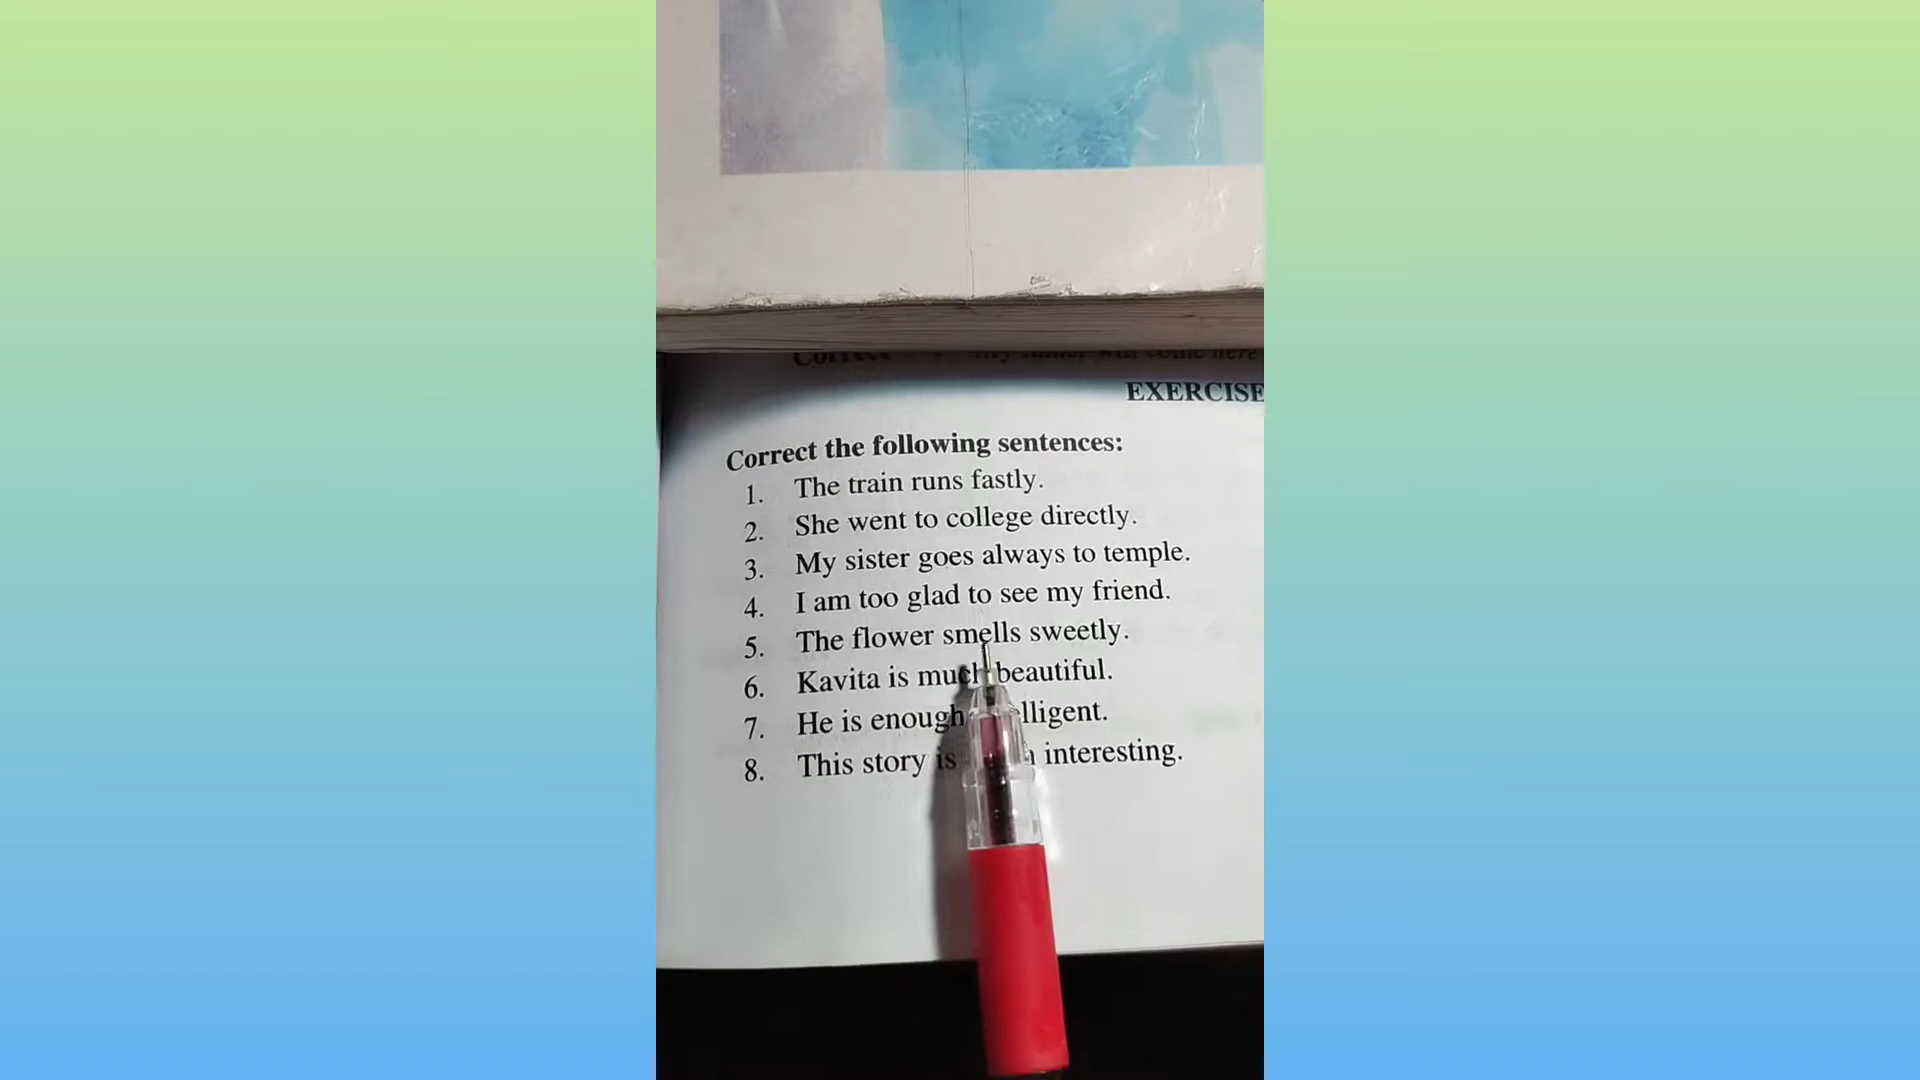 EXERCISE
Correct the following sentences:
1. The train runs fastly.
2. She went to college directly.
3. My sister goes always to temple.
4. I am too glad to see my friend.
5. The flower smells sweetly.
6. Kavita is much beautiful.
7. He is enough
8. This story is interesting.